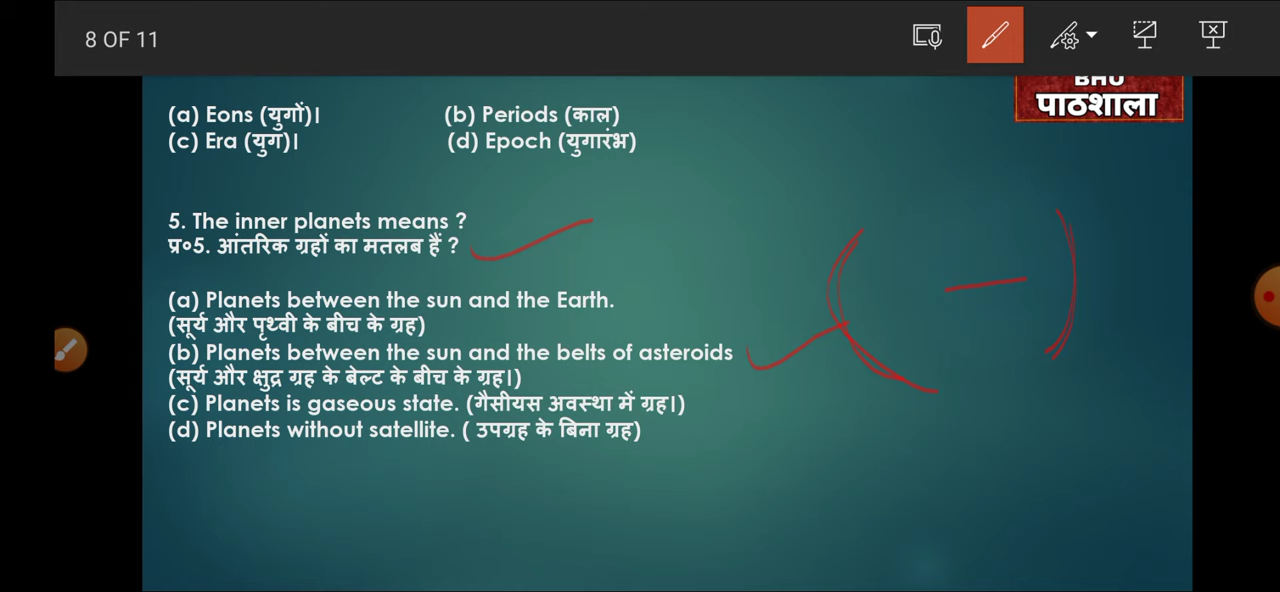 8 OF 11
BHU
पाठशाला
(a) Eons (युगों)। (b) Periods (काल)
(c) Era (युग)। (d) Epoch (युगारंभ)
5. The inner planets means ?
प्र०5. आंतरिक ग्रहों का मतलब हैं ?
(a) Planets between the sun and the Earth.
(सूर्य और पृथ्वी के बीच के ग्रह)
(b) Planets between the sun and the belts of asteroids
(सूर्य और क्षुद्र ग्रह के बेल्ट के बीच के ग्रह।)
(c) Planets is gaseous state. (गैसीयस अवस्था में ग्रह।)
(d) Planets without satellite. ( उपग्रह के बिना ग्रह)